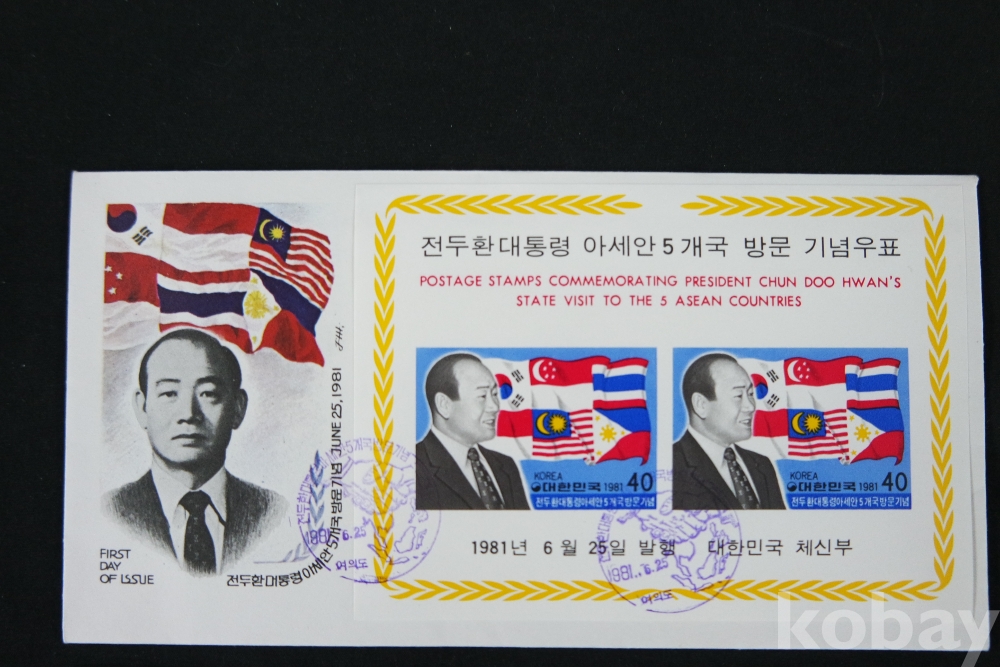 FIRST
DAY
OF ISSUE
전두환대통령아세안5개국방문기념 JUNE 25, 1981
전두환대통령 아세안 5개국 방문 기념우표
POSTAGE STAMPS COMMEMORATING PRESIDENT CHUN DOO HWAN'S
STATE VISIT TO THE 5 ASEAN COUNTRIES
KOREA
대한민국 1981 40
전두환대통령아세안5개국방문기념
KOREA
대한민국 1981 40
전두환대통령아세안5개국방문기념
1981년 6월 25일 발행 대한민국 체신부
1981. 6.25
여의도
1981. 6.25
여의도
kobay